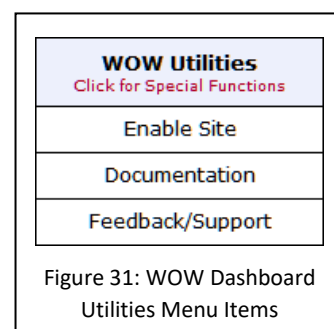 WOW Utilities
Click for Special Functions
Enable Site
Documentation
Feedback/Support
Figure 31: WOW Dashboard
Utilities Menu Items